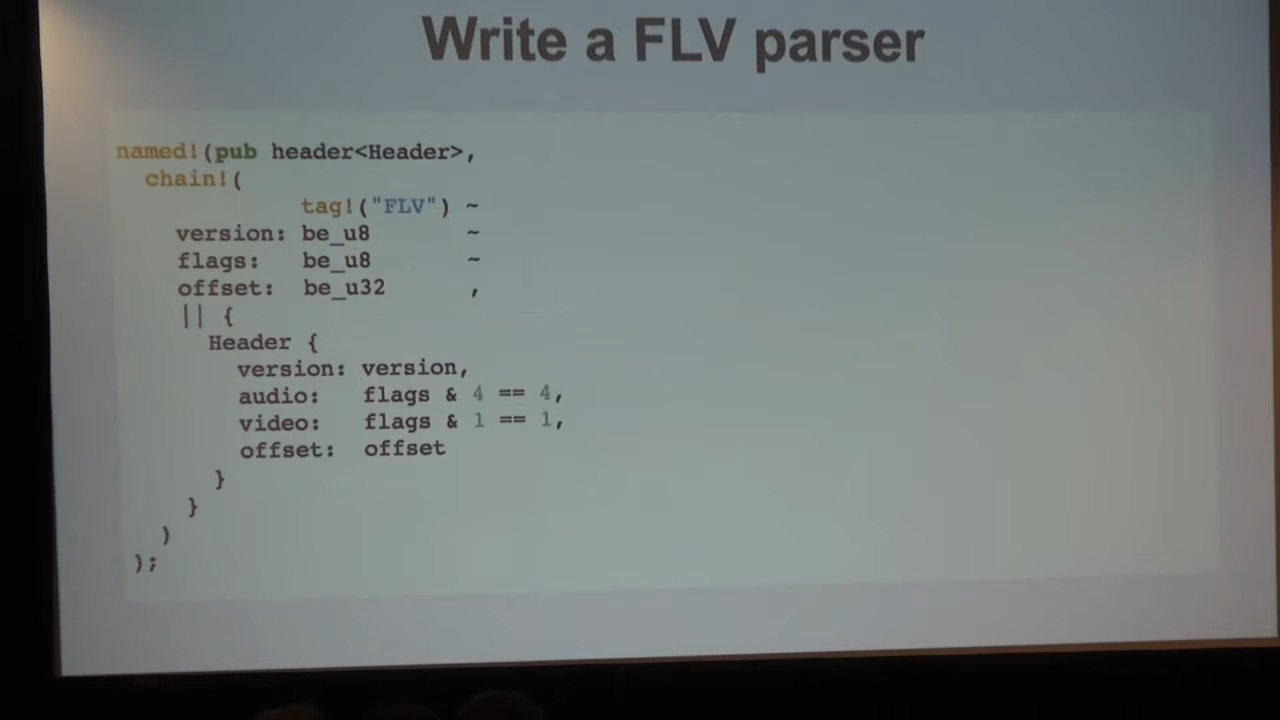 Write a FLV parser
named!(pub header<Header>,
chain!(
tag!("FLV") ~
version: be_u8 ~
flags: be_u8 ~
offset: be_u32 ,
|| {
Header {
version: version,
audio: flags & 4 == 4,
video: flags & 1 == 1,
offset: offset
}
}
)
);